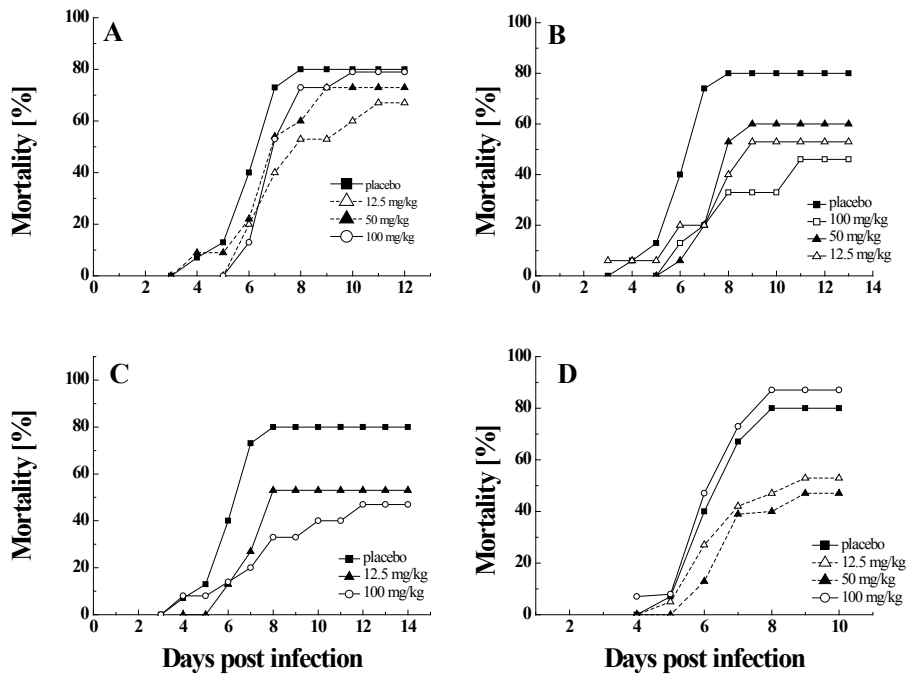 A
Mortality [%]
100
80
60
40
20
0
0 2 4 6 8 10 12
placebo
12.5 mg/kg
50 mg/kg
100 mg/kg
B
Mortality [%]
100
80
60
40
20
0
0 2 4 6 8 10 12 14
placebo
100 mg/kg
50 mg/kg
12.5 mg/kg
C
Mortality [%]
100
80
60
40
20
0
0 2 4 6 8 10 12 14
placebo
12.5 mg/kg
100 mg/kg
Days post infection
D
Mortality [%]
100
80
60
40
20
0
2 4 6 8 10
placebo
12.5 mg/kg
50 mg/kg
100 mg/kg
Days post infection